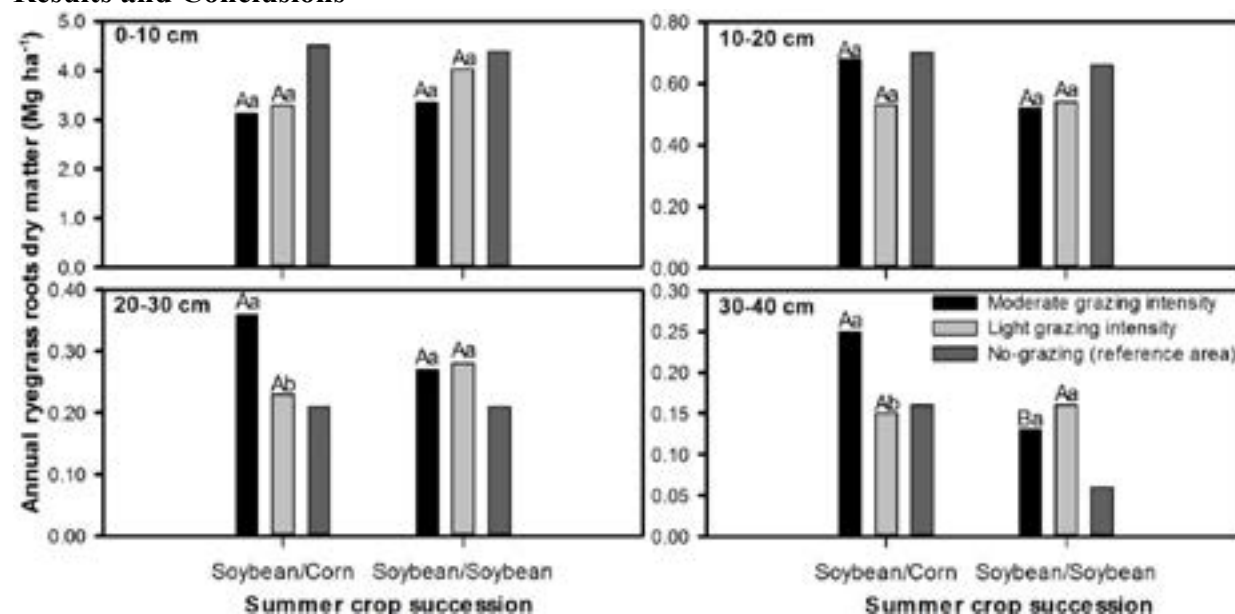 Results and Conclusions
Annual ryegrass roots dry matter (Mg ha⁻¹)
0-10 cm
5.0
4.0
3.0
2.0
1.0
0.0
Aa Aa Aa Aa
10-20 cm
0.80
0.60
0.40
0.20
0.00
Aa Aa Aa Aa
20-30 cm
0.40
0.30
0.20
0.10
0.00
Aa Ab Aa Aa
Soybean/Corn Soybean/Soybean
Summer crop succession
30-40 cm
0.30
0.25
0.20
0.15
0.10
0.05
0.00
Aa Ab Ba Aa
Moderate grazing intensity
Light grazing intensity
No-grazing (reference area)
Soybean/Corn Soybean/Soybean
Summer crop succession